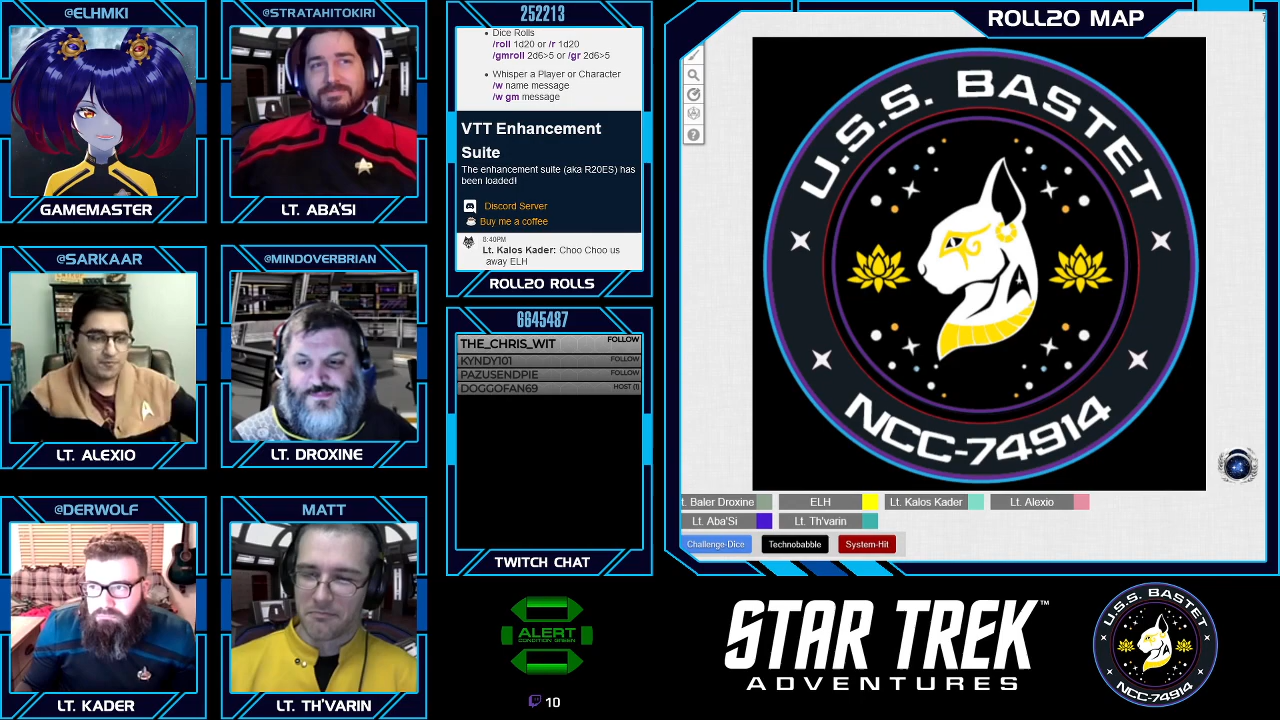 @ELHMKI
GAMEMASTER
@STRATAHITOKIRI
LT. ABA'SI
@SARKAAR
LT. ALEXIO
@MINDOVERBRIAN
LT. DROXINE
@DERWOLF
LT. KADER
MATT
LT. TH'VARIN
252213
• Dice Rolls
/roll 1d20 or /r 1d20
/gmroll 2d6>5 or /gr 2d6>5
• Whisper a Player or Character
/w name message
/w gm message
VTT Enhancement
Suite
The enhancement suite (aka R20ES) has
been loaded!
Discord Server
Buy me a coffee
8:40PM
Lt. Kalos Kader: Choo Choo us
away ELH
ROLL20 ROLLS
6645487
THE_CHRIS_WIT FOLLOW
KYNDY101 FOLLOW
PAZUSENDPIE FOLLOW
DOGGOFAN69 HOST (1)
TWITCH CHAT
ALERT
CONDITION GREEN
10
ROLL20 MAP
U.S.S. BASTET
NCC-74914
t. Baler Droxine
ELH
Lt. Kalos Kader
Lt. Alexio
Lt. Aba'Si
Lt. Th'varin
Challenge-Dice
Technobabble
System-Hit
STAR TREK™
ADVENTURES
U.S.S. BASTET
NCC-74914